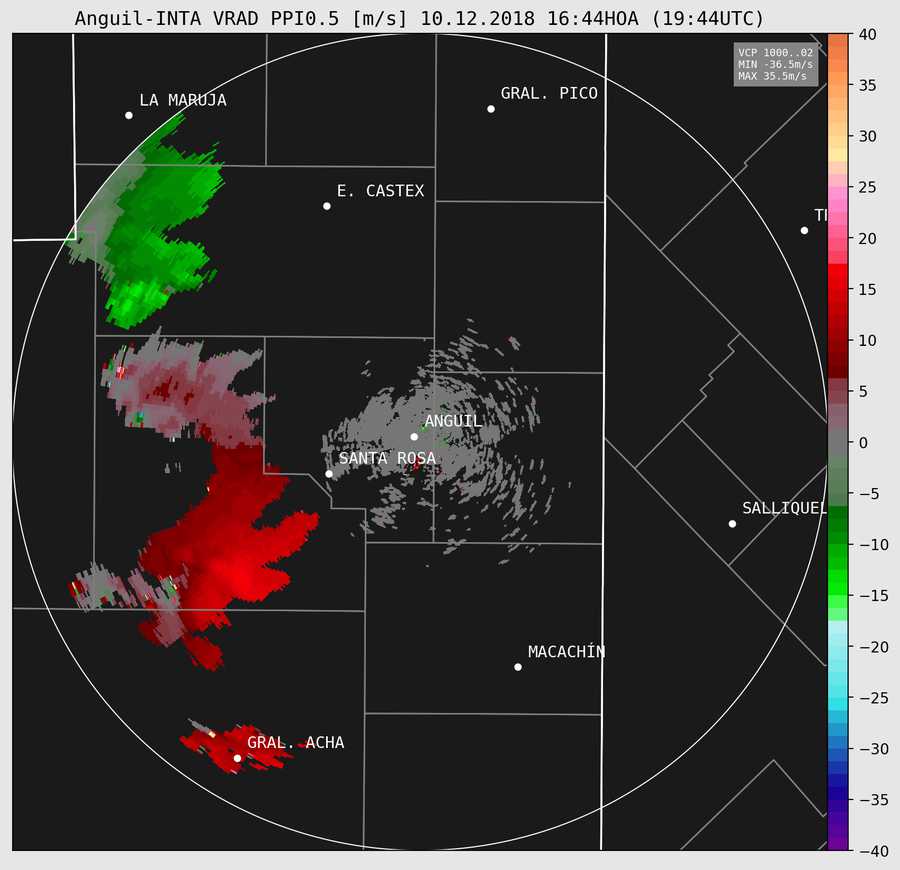 Anguil-INTA VRAD PPI0.5 [m/s] 10.12.2018 16:44HOA (19:44UTC)
VCP 1000..02
MIN -36.5m/s
MAX 35.5m/s
LA MARUJA
GRAL. PICO
E. CASTEX
ANGUIL
SANTA ROSA
SALLIQUEL
MACACHÍN
GRAL. ACHA
40
35
30
25
20
15
10
5
0
−5
−10
−15
−20
−25
−30
−35
−40